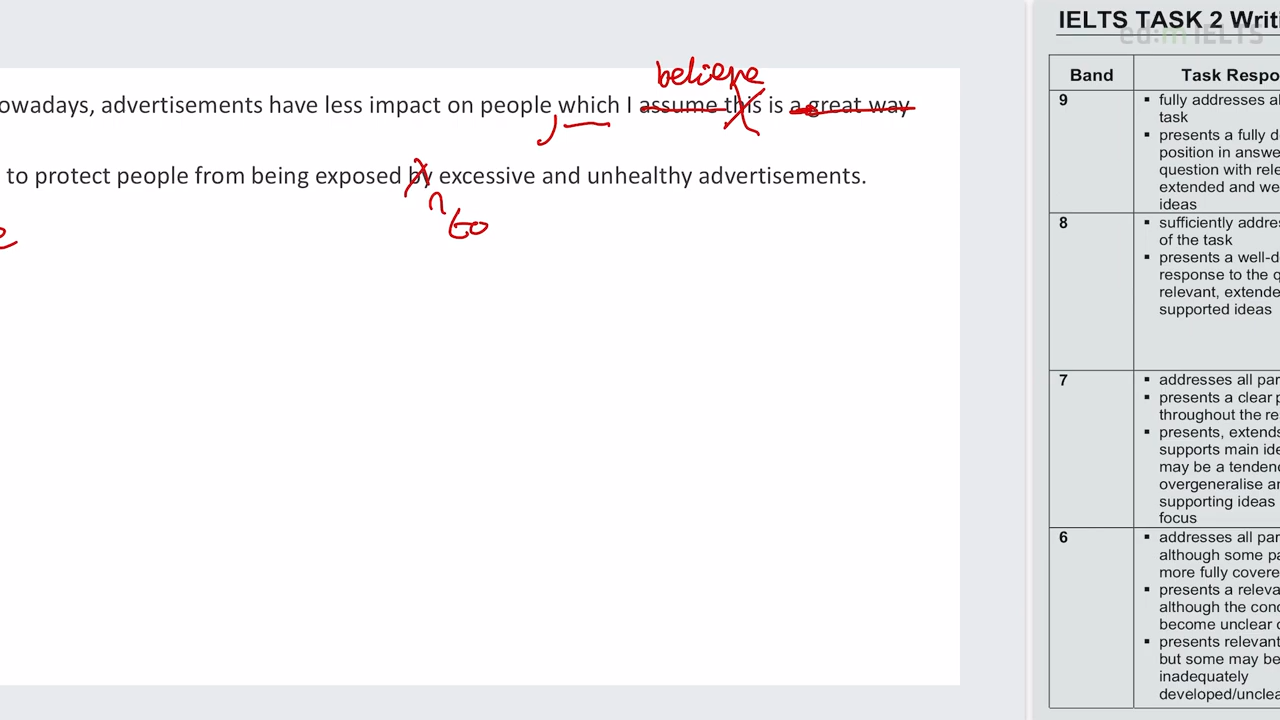 IELTS TASK 2 Writi
ed:m IELTS
believe
owadays, advertisements have less impact on people which I assume this is a great way
to protect people from being exposed by excessive and unhealthy advertisements.
to
Band Task Respo
9
fully addresses al
task
presents a fully d
position in answe
question with rele
extended and we
ideas
8
sufficiently addres
of the task
presents a well-d
response to the q
relevant, extende
supported ideas
7
addresses all par
presents a clear p
throughout the re
presents, extends
supports main ide
may be a tenden
overgeneralise an
supporting ideas
focus
6
addresses all par
although some pa
more fully covere
presents a releva
although the conc
become unclear o
presents relevant
but some may be
inadequately
developed/unclea